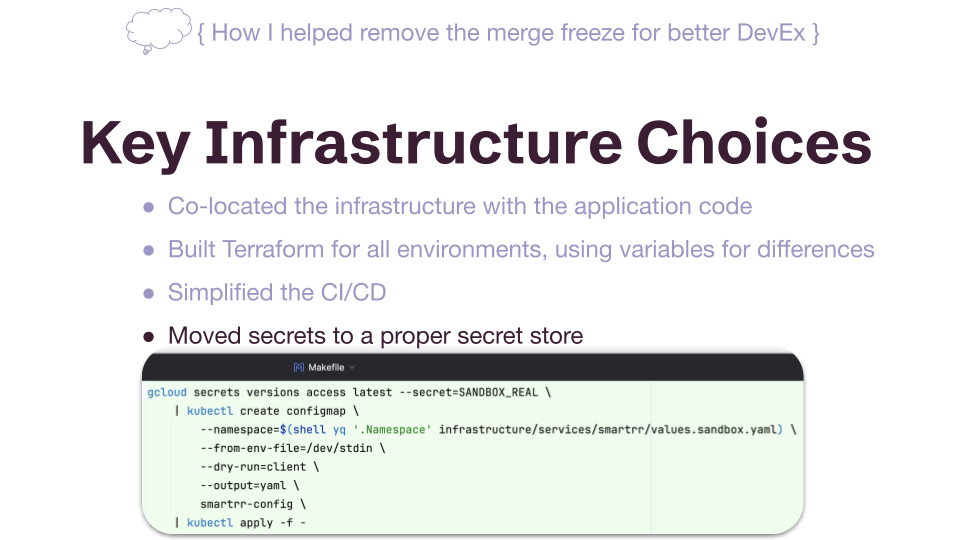 { How I helped remove the merge freeze for better DevEx }
Key Infrastructure Choices
● Co-located the infrastructure with the application code
● Built Terraform for all environments, using variables for differences
● Simplified the CI/CD
● Moved secrets to a proper secret store
Makefile
gcloud secrets versions access latest --secret=SANDBOX_REAL \
| kubectl create configmap \
--namespace=$(shell yq '.Namespace' infrastructure/services/smartrr/values.sandbox.yaml) \
--from-env-file=/dev/stdin \
--dry-run=client \
--output=yaml \
smartrr-config \
| kubectl apply -f -